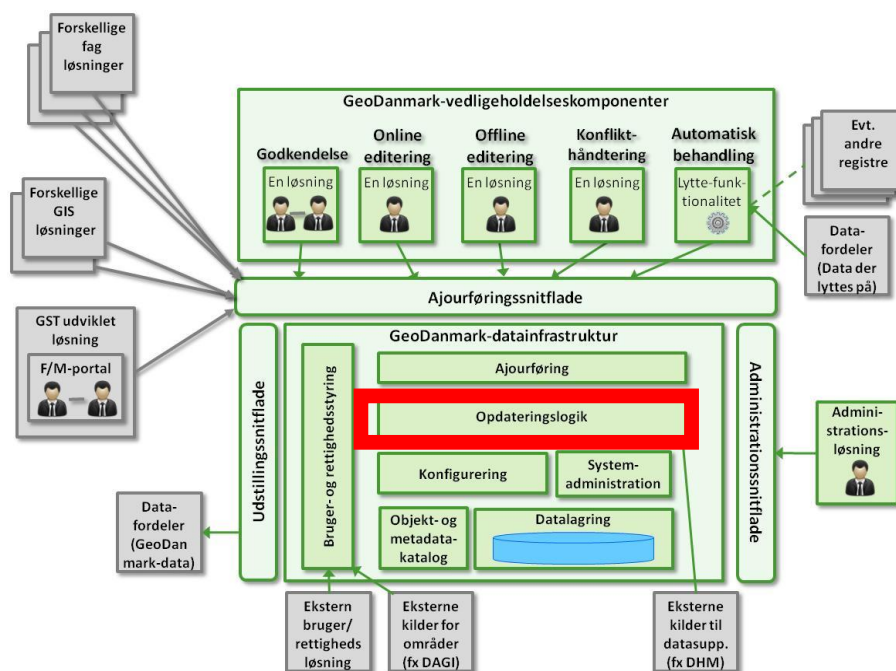 Forskellige
fag
løsninger
GeoDanmark-vedligeholdelseskomponenter
Godkendelse
Online
editering
Offline
editering
Konflikt-
håndtering
Automatisk
behandling
En løsning
En løsning
En løsning
En løsning
Lytte-funk-
tionalitet
Evt.
andre
registre
Forskellige
GIS
løsninger
Data-
fordeler
(Data der
lyttes på)
Ajourføringssnitflade
GST udviklet
løsning
F/M-portal
Udstillingssnitflade
GeoDanmark-datainfrastruktur
Bruger- og rettighedsstyring
Ajourføring
Opdateringslogik
Konfigurering
System-
administration
Objekt- og
metadata-
katalog
Datalagring
Administrationssnitflade
Admini-
strations-
løsning
Data-
fordeler
(GeoDan
mark-data)
Ekstern
bruger/
rettigheds
løsning
Eksterne
kilder for
områder
(fx DAGI)
Eksterne
kilder til
datasupp.
(fx DHM)